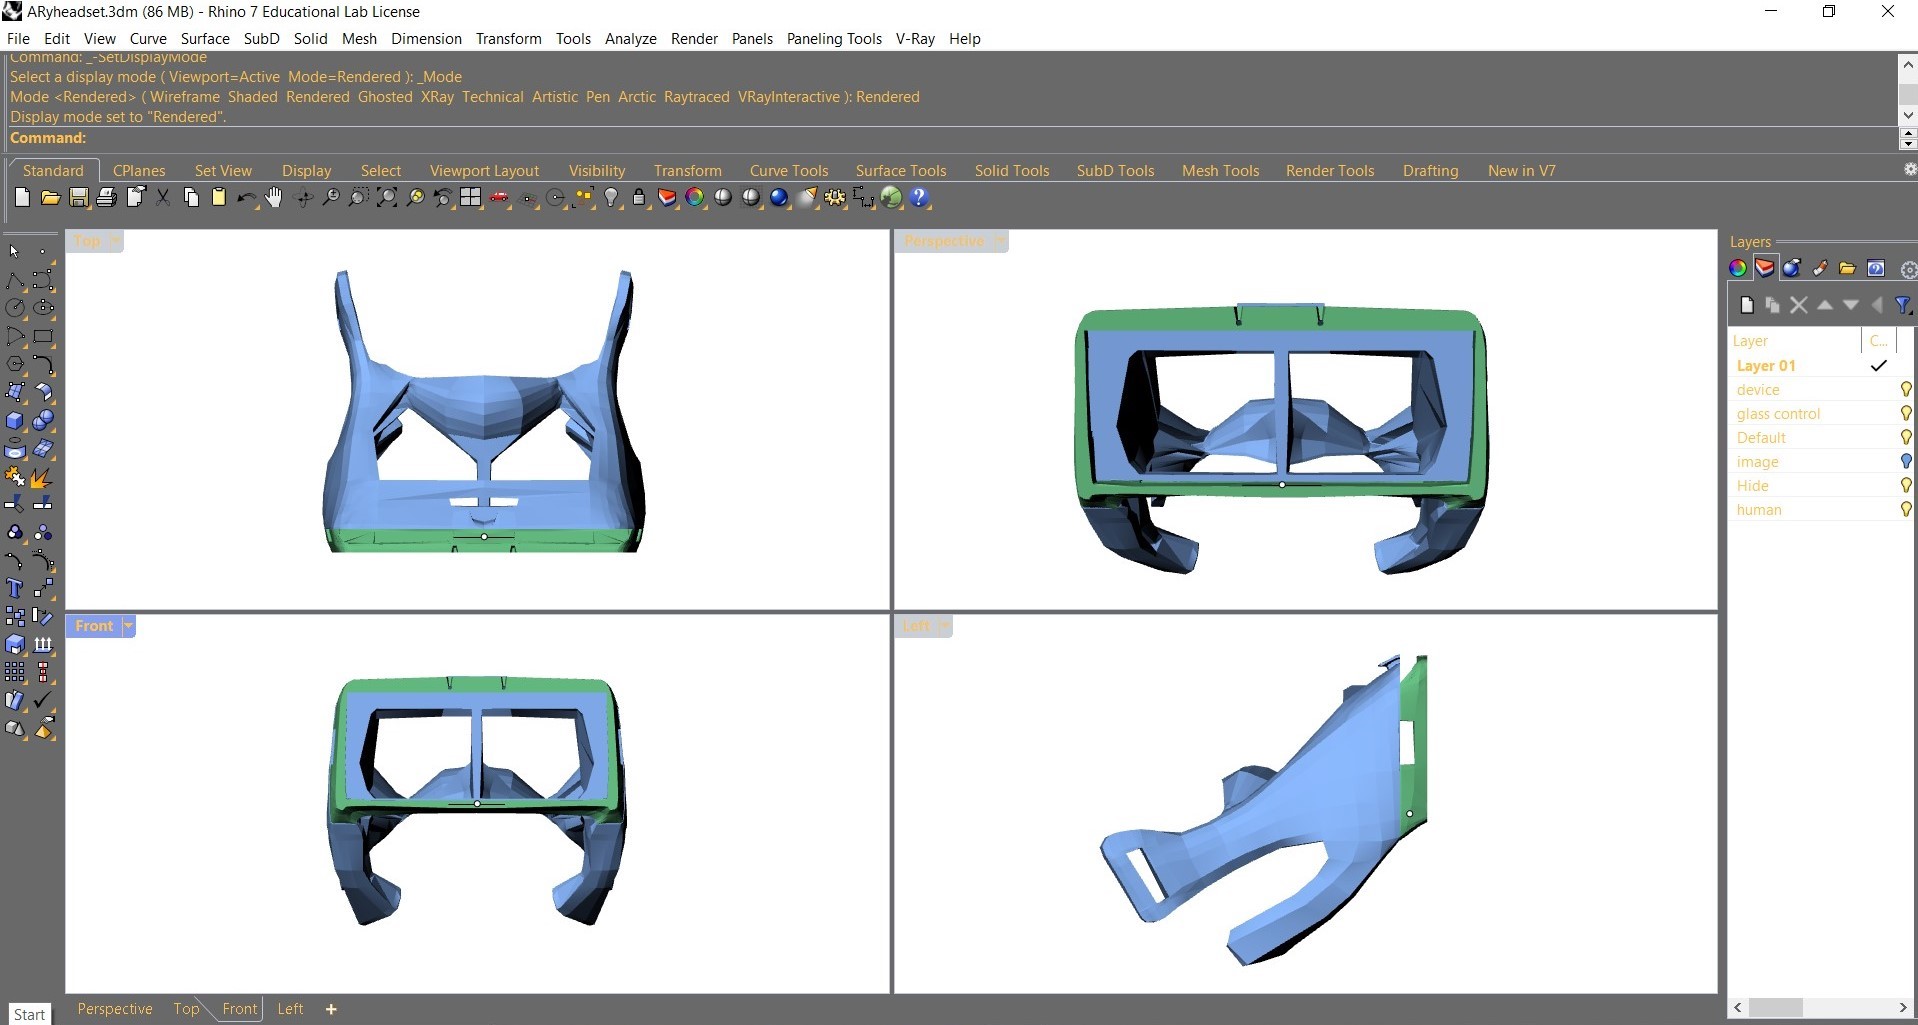 ARyheadset.3dm (86 MB) - Rhino 7 Educational Lab License
File Edit View Curve Surface SubD Solid Mesh Dimension Transform Tools Analyze Render Panels Paneling Tools V-Ray Help
Command: _-SetDisplayMode
Select a display mode ( Viewport=Active Mode=Rendered ): _Mode
Mode <Rendered> ( Wireframe Shaded Rendered Ghosted XRay Technical Artistic Pen Arctic Raytraced VRayInteractive ): Rendered
Display mode set to "Rendered".
Command:
Standard CPlanes Set View Display Select Viewport Layout Visibility Transform Curve Tools Surface Tools Solid Tools SubD Tools Mesh Tools Render Tools Drafting New in V7
Top
Perspective
Layers
Layer C...
Layer 01
device
glass control
Default
image
Hide
human
Front
Left
Perspective Top Front Left +
Start